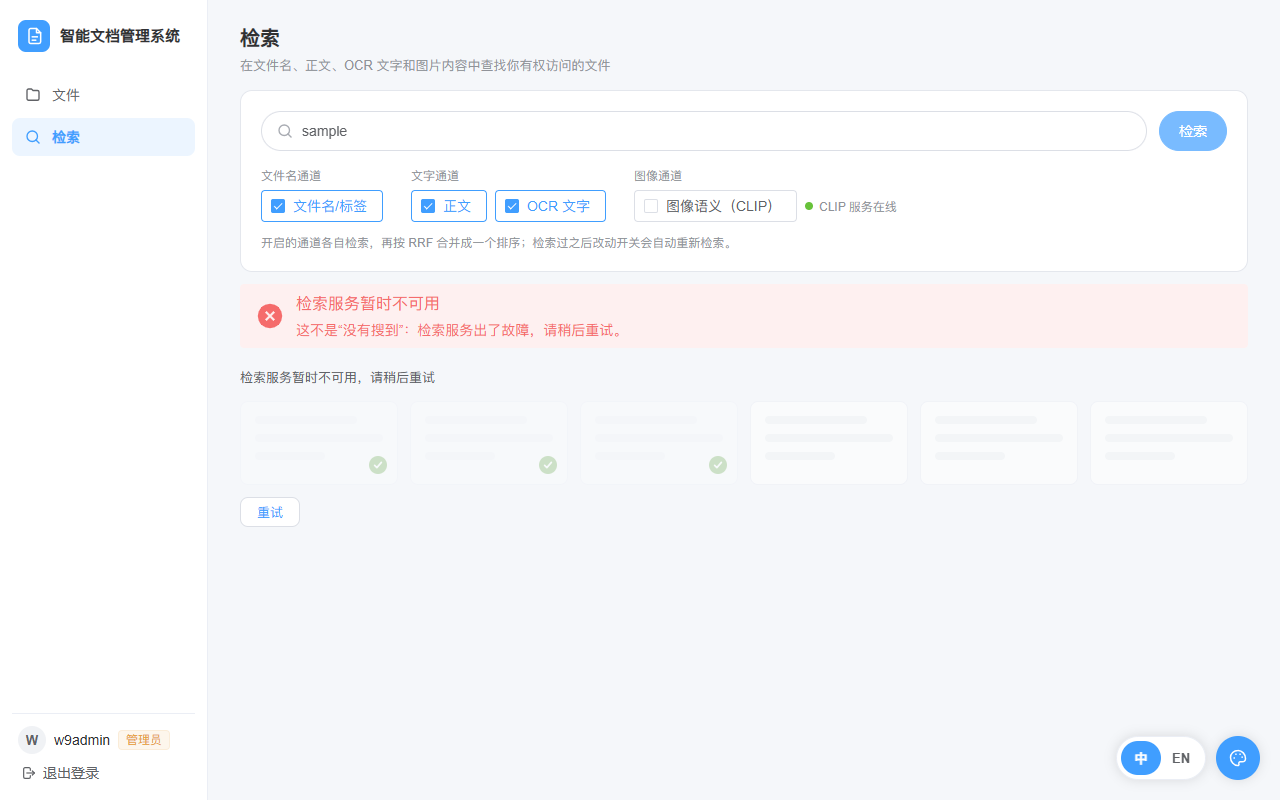 智能文档管理系统
文件
检索
检索
在文件名、正文、OCR 文字和图片内容中查找你有权访问的文件
sample
检索
文件名通道
文字通道
图像通道
文件名/标签
正文
OCR 文字
图像语义（CLIP）
CLIP 服务在线
开启的通道各自检索，再按 RRF 合并成一个排序；检索过之后改动开关会自动重新检索。
检索服务暂时不可用
这不是“没有搜到”：检索服务出了故障，请稍后重试。
检索服务暂时不可用，请稍后重试
重试
W
w9admin
管理员
退出登录
中
EN